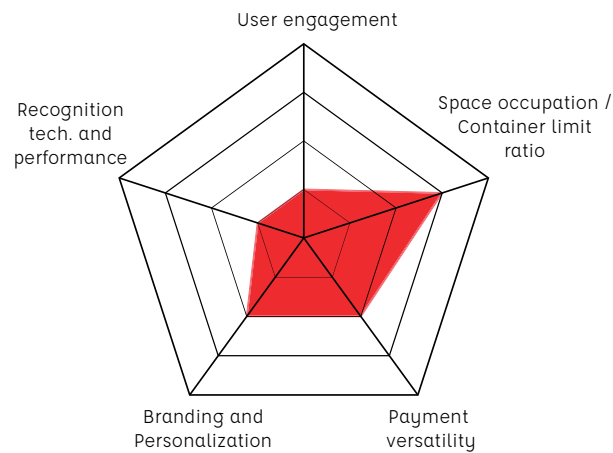 User engagement
Space occupation /
Container limit
ratio
Recognition
tech. and
performance
Branding and
Personalization
Payment
versatility